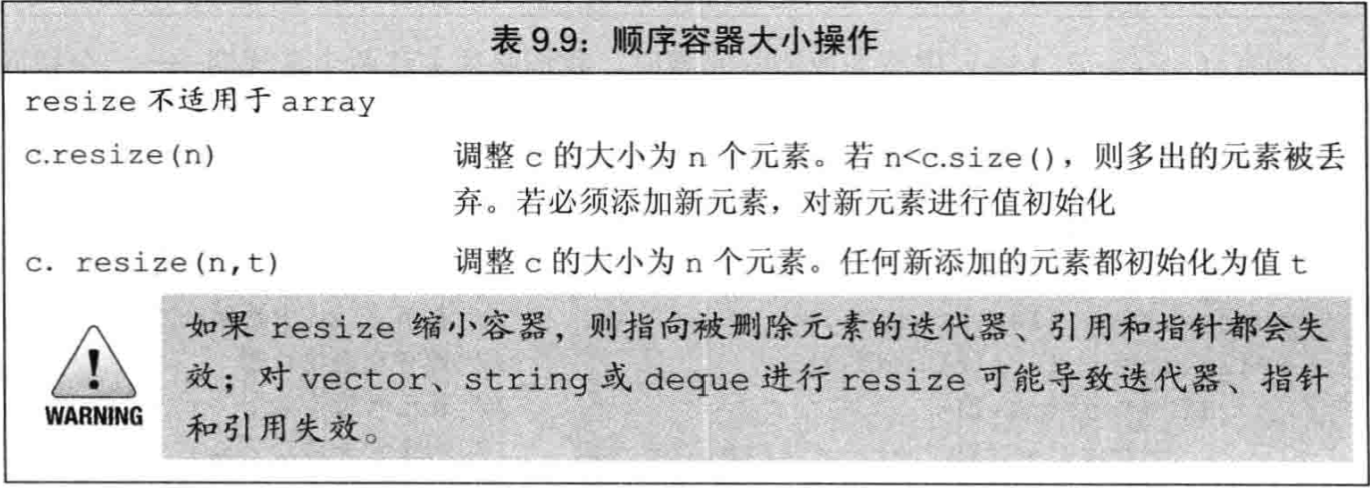 表 9.9：顺序容器大小操作
resize 不适用于 array
c.resize(n) 调整 c 的大小为 n 个元素。若 n<c.size()，则多出的元素被丢
弃。若必须添加新元素，对新元素进行值初始化
c. resize(n,t) 调整 c 的大小为 n 个元素。任何新添加的元素都初始化为值 t
如果 resize 缩小容器，则指向被删除元素的迭代器、引用和指针都会失
效；对 vector、string 或 deque 进行 resize 可能导致迭代器、指针
WARNING
和引用失效。